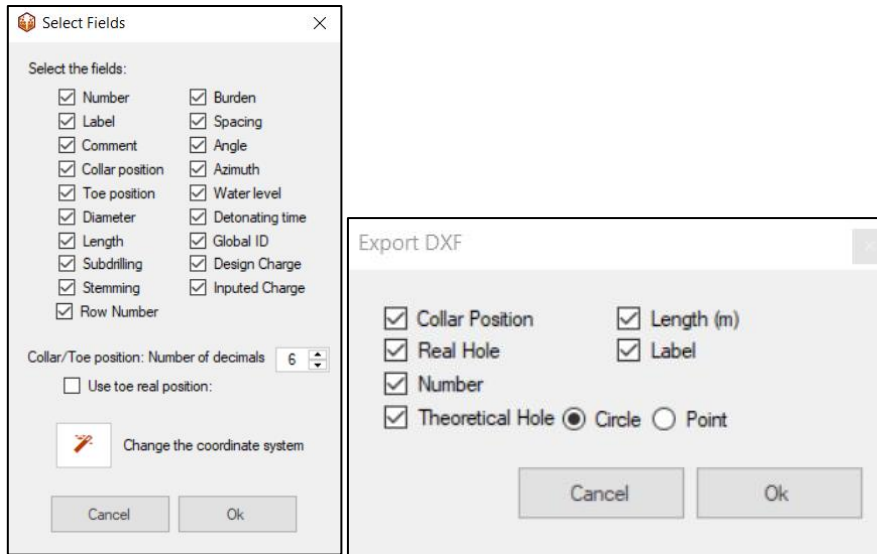 Select Fields
Select the fields:
Number Burden
Label Spacing
Comment Angle
Collar position Azimuth
Toe position Water level
Diameter Detonating time
Length Global ID
Subdrilling Design Charge
Stemming Inputed Charge
Row Number
Collar/Toe position: Number of decimals 6
Use toe real position:
Change the coordinate system
Cancel Ok
Export DXF
Collar Position Length (m)
Real Hole Label
Number
Theoretical Hole Circle Point
Cancel Ok